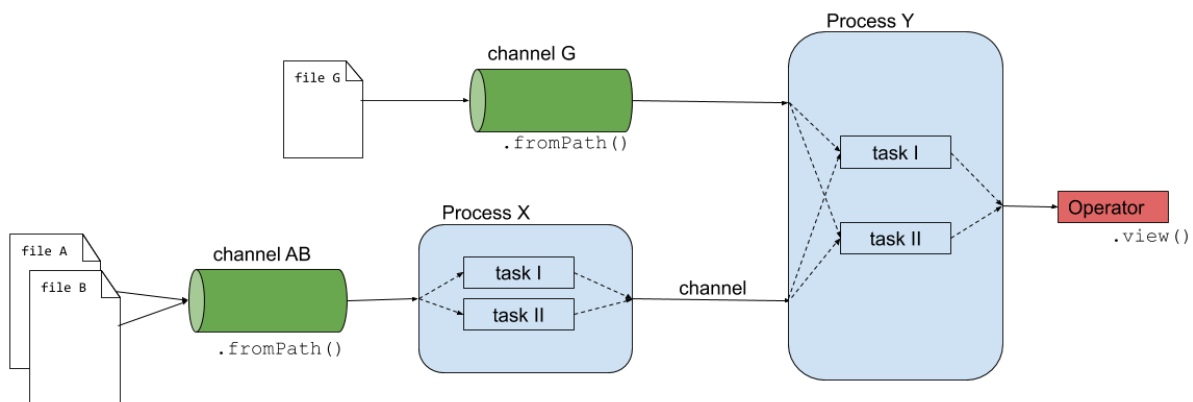 Process Y
channel G
file G
.fromPath()
task I
Process X
Operator
task II
.view()
file A
channel AB
file B
task I
channel
task II
.fromPath()